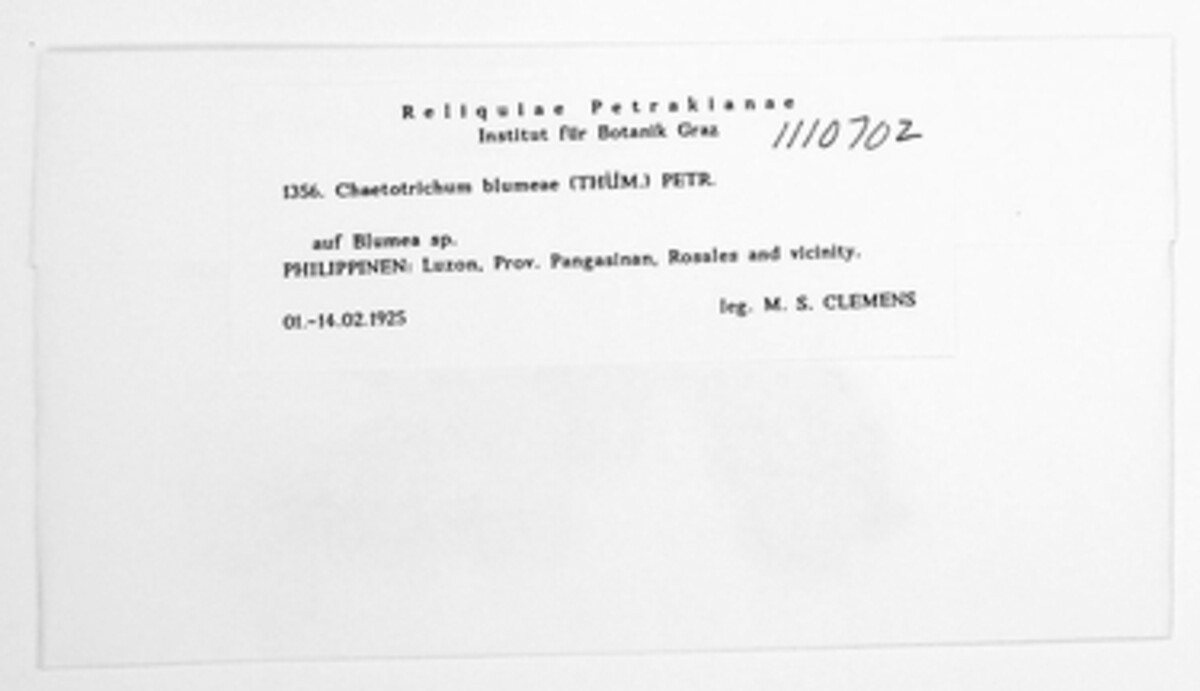 Reliquiae Petrakianae
Institut für Botanik Graz
1110702
1356. Chaetotrichum blumeae (THÜM.) PETR.
auf Blumea sp.
PHILIPPINEN: Luzon, Prov. Pangasinan, Rosales and vicinity.
01.-14.02.1925
leg. M. S. CLEMENS